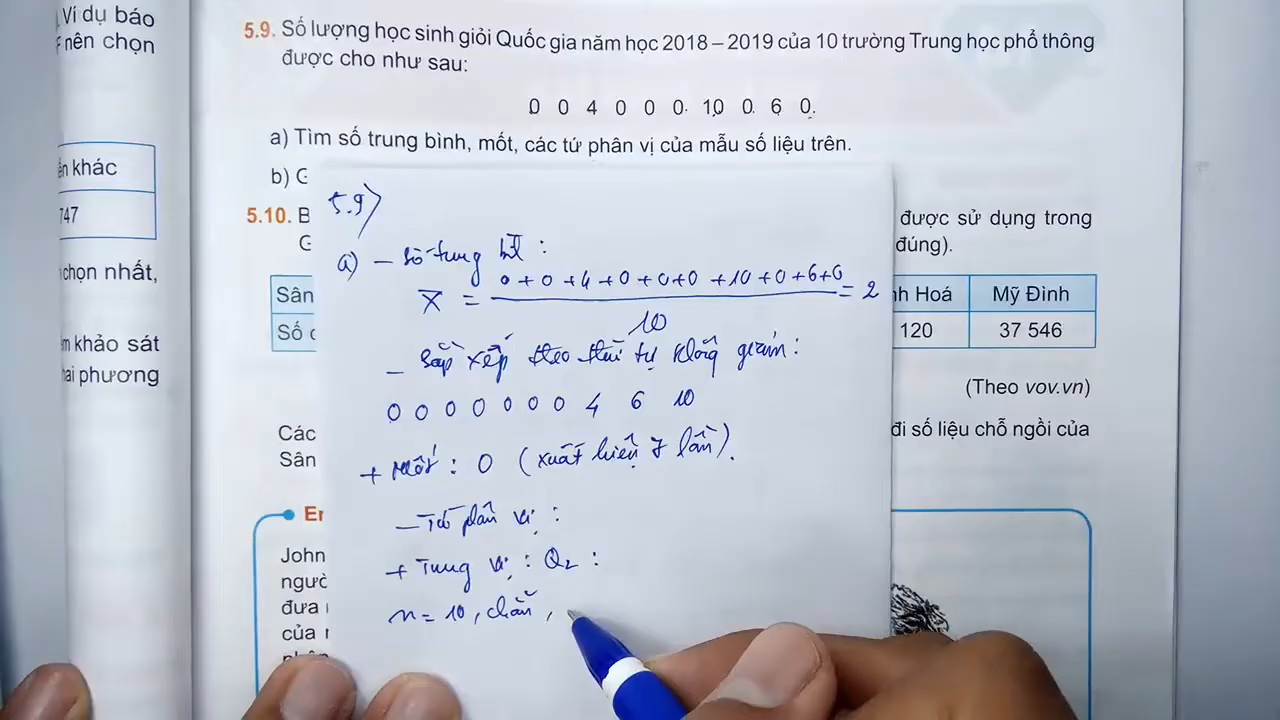 Ví dụ báo
nên chọn
ển khác
747
chọn nhất,
m khảo sát
hai phương
5.9. Số lượng học sinh giỏi Quốc gia năm học 2018 – 2019 của 10 trường Trung học phổ thông
được cho như sau:
0 0 4 0 0 0 10 0 6 0.
a) Tìm số trung bình, mốt, các tứ phân vị của mẫu số liệu trên.
b) G
5.10. B
được sử dụng trong
G
đúng).
Sân
nh Hoá
Mỹ Đình
Số c
120
37 546
(Theo vov.vn)
Các
đi số liệu chỗ ngồi của
Sân
Er
John
ngườ
đưa
của r
5.9)
a) – Số trung bì :
0 + 0 + 4 + 0 + 0 + 0 + 10 + 0 + 6 + 0
X̄ = = 2
10
– Sắp xếp theo thứ tự không giảm :
0 0 0 0 0 0 0 4 6 10
+ Mốt : 0 (xuất hiện 7 lần).
– Tứ phân vị :
+ Trung vị : Q₂ :
n = 10 , chẵn ,